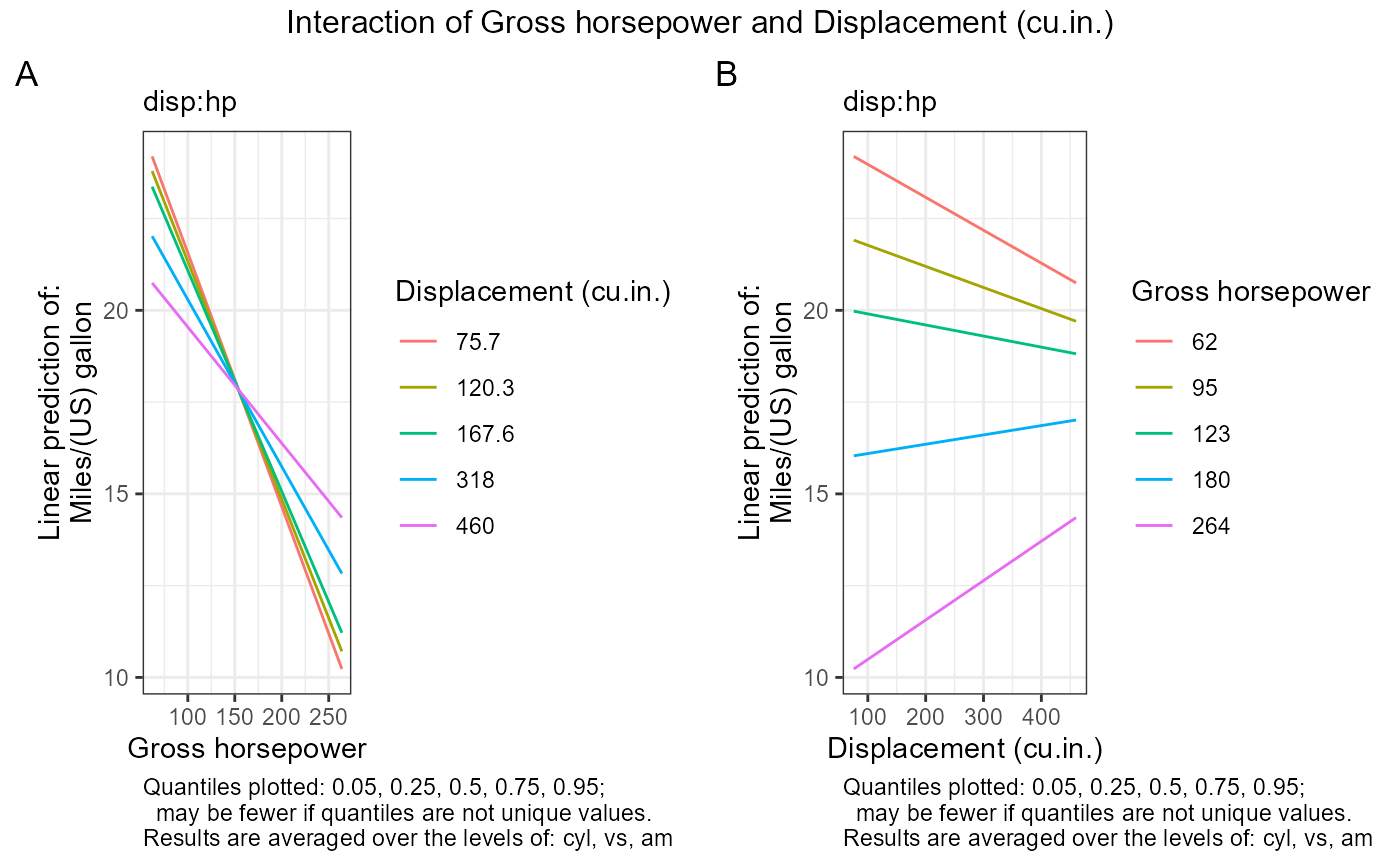 Interaction of Gross horsepower and Displacement (cu.in.)
A
disp:hp
Linear prediction of:
Miles/(US) gallon
20
15
10
100 150 200 250
Gross horsepower
Displacement (cu.in.)
75.7
120.3
167.6
318
460
Quantiles plotted: 0.05, 0.25, 0.5, 0.75, 0.95;
may be fewer if quantiles are not unique values.
Results are averaged over the levels of: cyl, vs, am
B
disp:hp
Linear prediction of:
Miles/(US) gallon
20
15
10
100 200 300 400
Displacement (cu.in.)
Gross horsepower
62
95
123
180
264
Quantiles plotted: 0.05, 0.25, 0.5, 0.75, 0.95;
may be fewer if quantiles are not unique values.
Results are averaged over the levels of: cyl, vs, am